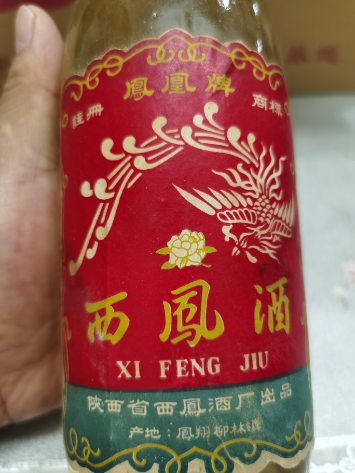 鳳凰牌
註冊 商標
西鳳酒
XI FENG JIU
陕西省西鳳酒厂出品
产地：鳳翔柳林鎮